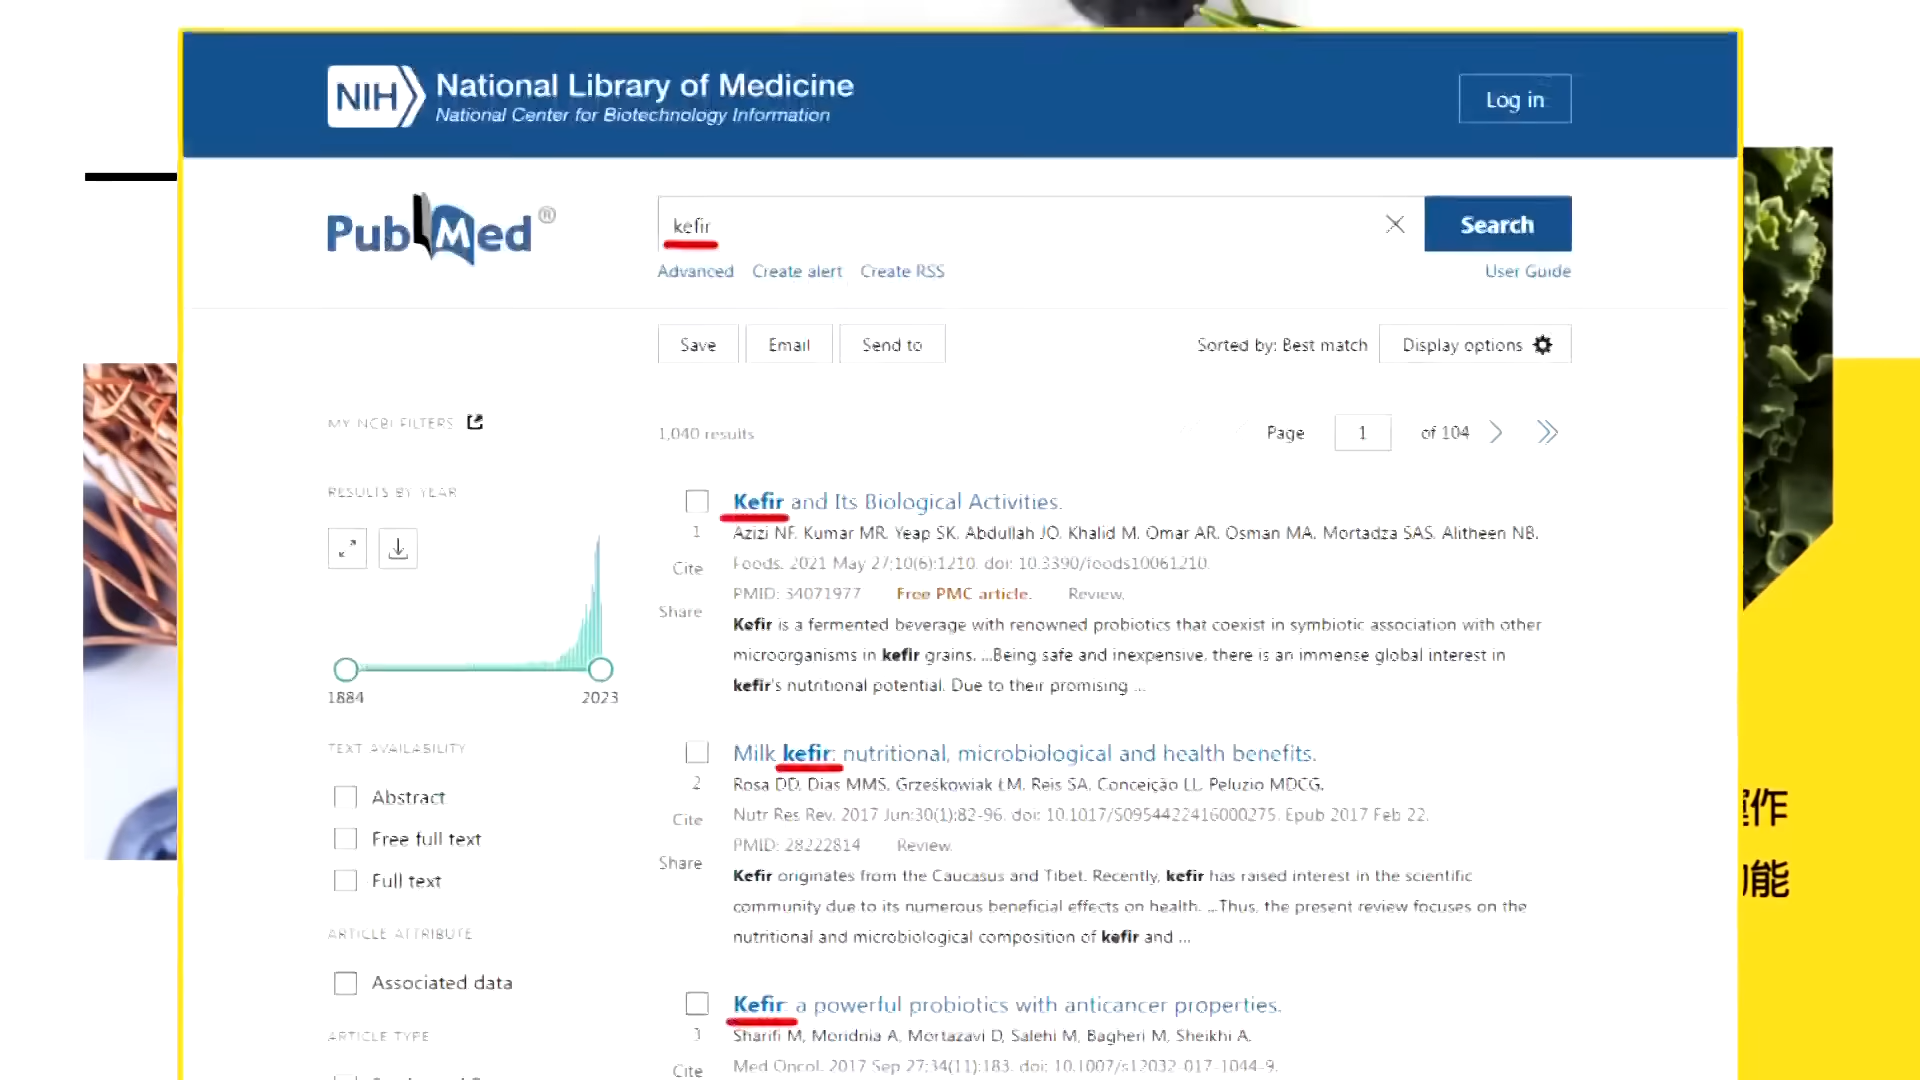 NIH National Library of Medicine
National Center for Biotechnology Information
Log in
PubMed®
kefir
Search
Advanced Create alert Create RSS
User Guide
Save Email Send to
Sorted by: Best match Display options
MY NCBI FILTERS
1,040 results
Page 1 of 104
RESULTS BY YEAR
1884 2023
TEXT AVAILABILITY
Abstract
Free full text
Full text
ARTICLE ATTRIBUTE
Associated data
ARTICLE TYPE
Kefir and Its Biological Activities.
1
Azizi NF, Kumar MR, Yeap SK, Abdullah JO, Khalid M, Omar AR, Osman MA, Mortadza SAS, Alitheen NB.
Cite
Foods. 2021 May 27;10(6):1210. doi: 10.3390/foods10061210.
PMID: 34071977 Free PMC article. Review.
Share
Kefir is a fermented beverage with renowned probiotics that coexist in symbiotic association with other
microorganisms in kefir grains. ...Being safe and inexpensive, there is an immense global interest in
kefir's nutritional potential. Due to their promising ...
Milk kefir: nutritional, microbiological and health benefits.
2
Rosa DD, Dias MMS, Grześkowiak ŁM, Reis SA, Conceição LL, Peluzio MDCG.
Cite
Nutr Res Rev. 2017 Jun;30(1):82-96. doi: 10.1017/S0954422416000275. Epub 2017 Feb 22.
PMID: 28222814 Review.
Share
Kefir originates from the Caucasus and Tibet. Recently, kefir has raised interest in the scientific
community due to its numerous beneficial effects on health. ...Thus, the present review focuses on the
nutritional and microbiological composition of kefir and ...
Kefir: a powerful probiotics with anticancer properties.
3
Sharifi M, Moridnia A, Mortazavi D, Salehi M, Bagheri M, Sheikhi A.
Cite
Med Oncol. 2017 Sep 27;34(11):183. doi: 10.1007/s12032-017-1044-9.
作
能